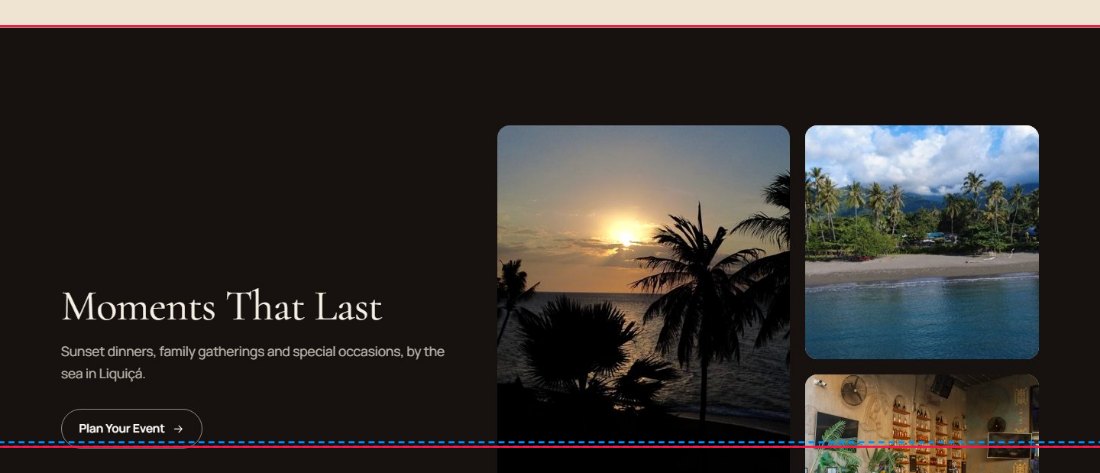 Moments That Last
Sunset dinners, family gatherings and special occasions, by the
sea in Liquiçá.
Plan Your Event →